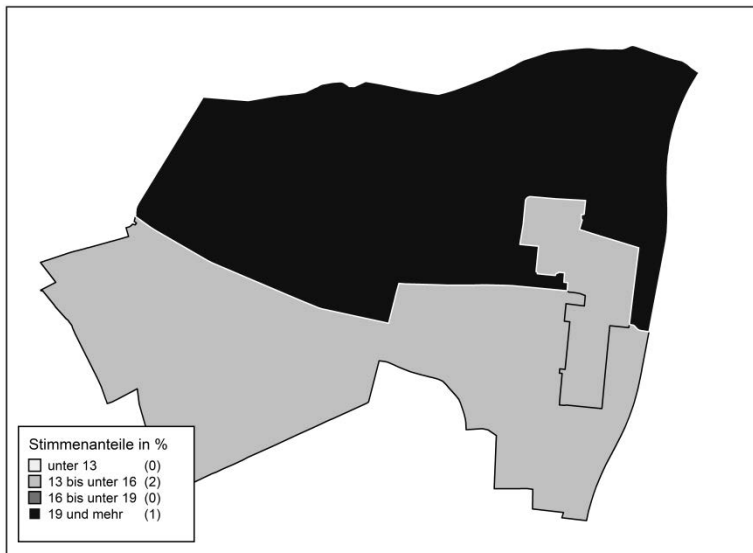 Stimmenanteile in %
unter 13 (0)
13 bis unter 16 (2)
16 bis unter 19 (0)
19 und mehr (1)